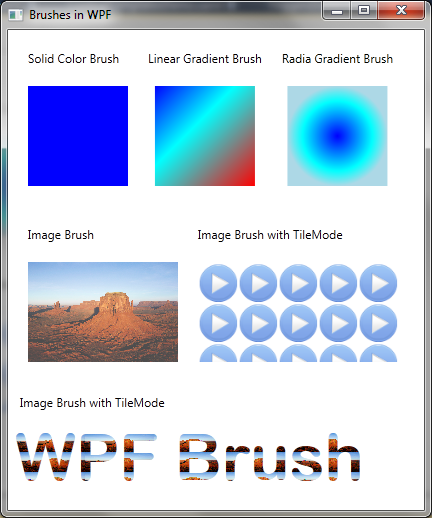 Brushes in WPF
Solid Color Brush
Linear Gradient Brush
Radia Gradient Brush
Image Brush
Image Brush with TileMode
Image Brush with TileMode
WPF Brush